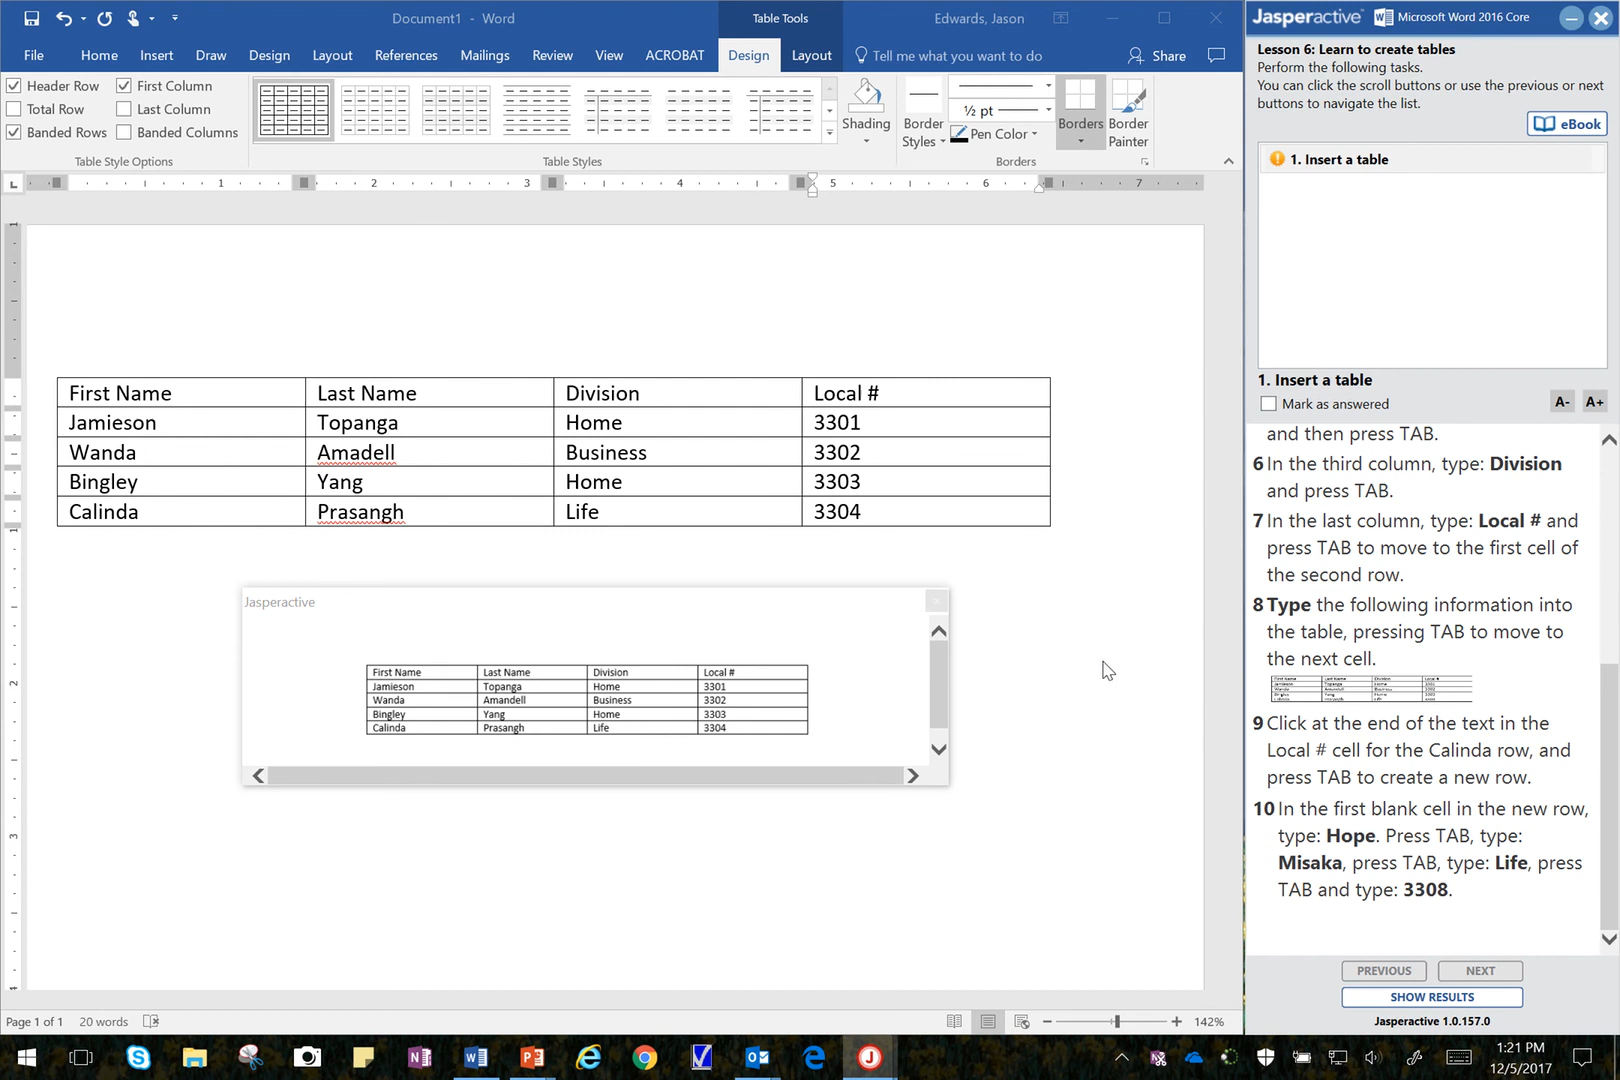 Document1 - Word
Table Tools
Edwards, Jason
File
Home
Insert
Draw
Design
Layout
References
Mailings
Review
View
ACROBAT
Design
Layout
Tell me what you want to do
Share
Header Row
First Column
Total Row
Last Column
Banded Rows
Banded Columns
Table Style Options
Table Styles
Shading
Border
Styles
½ pt
Pen Color
Borders
Border
Painter
Borders
L
1
2
3
4
5
6
7
First Name Last Name Division Local #
Jamieson Topanga Home 3301
Wanda Amadell Business 3302
Bingley Yang Home 3303
Calinda Prasangh Life 3304
Jasperactive
First Name Last Name Division Local #
Jamieson Topanga Home 3301
Wanda Amandell Business 3302
Bingley Yang Home 3303
Calinda Prasangh Life 3304
1
1
2
3
Page 1 of 1
20 words
142%
Jasperactive™ Microsoft Word 2016 Core
Lesson 6: Learn to create tables
Perform the following tasks.
You can click the scroll buttons or use the previous or next
buttons to navigate the list.
eBook
1. Insert a table
1. Insert a table
Mark as answered
A-
A+
and then press TAB.
6 In the third column, type: Division
and press TAB.
7 In the last column, type: Local # and
press TAB to move to the first cell of
the second row.
8 Type the following information into
the table, pressing TAB to move to
the next cell.
9 Click at the end of the text in the
Local # cell for the Calinda row, and
press TAB to create a new row.
10 In the first blank cell in the new row,
type: Hope. Press TAB, type:
Misaka, press TAB, type: Life, press
TAB and type: 3308.
PREVIOUS
NEXT
SHOW RESULTS
Jasperactive 1.0.157.0
1:21 PM
12/5/2017